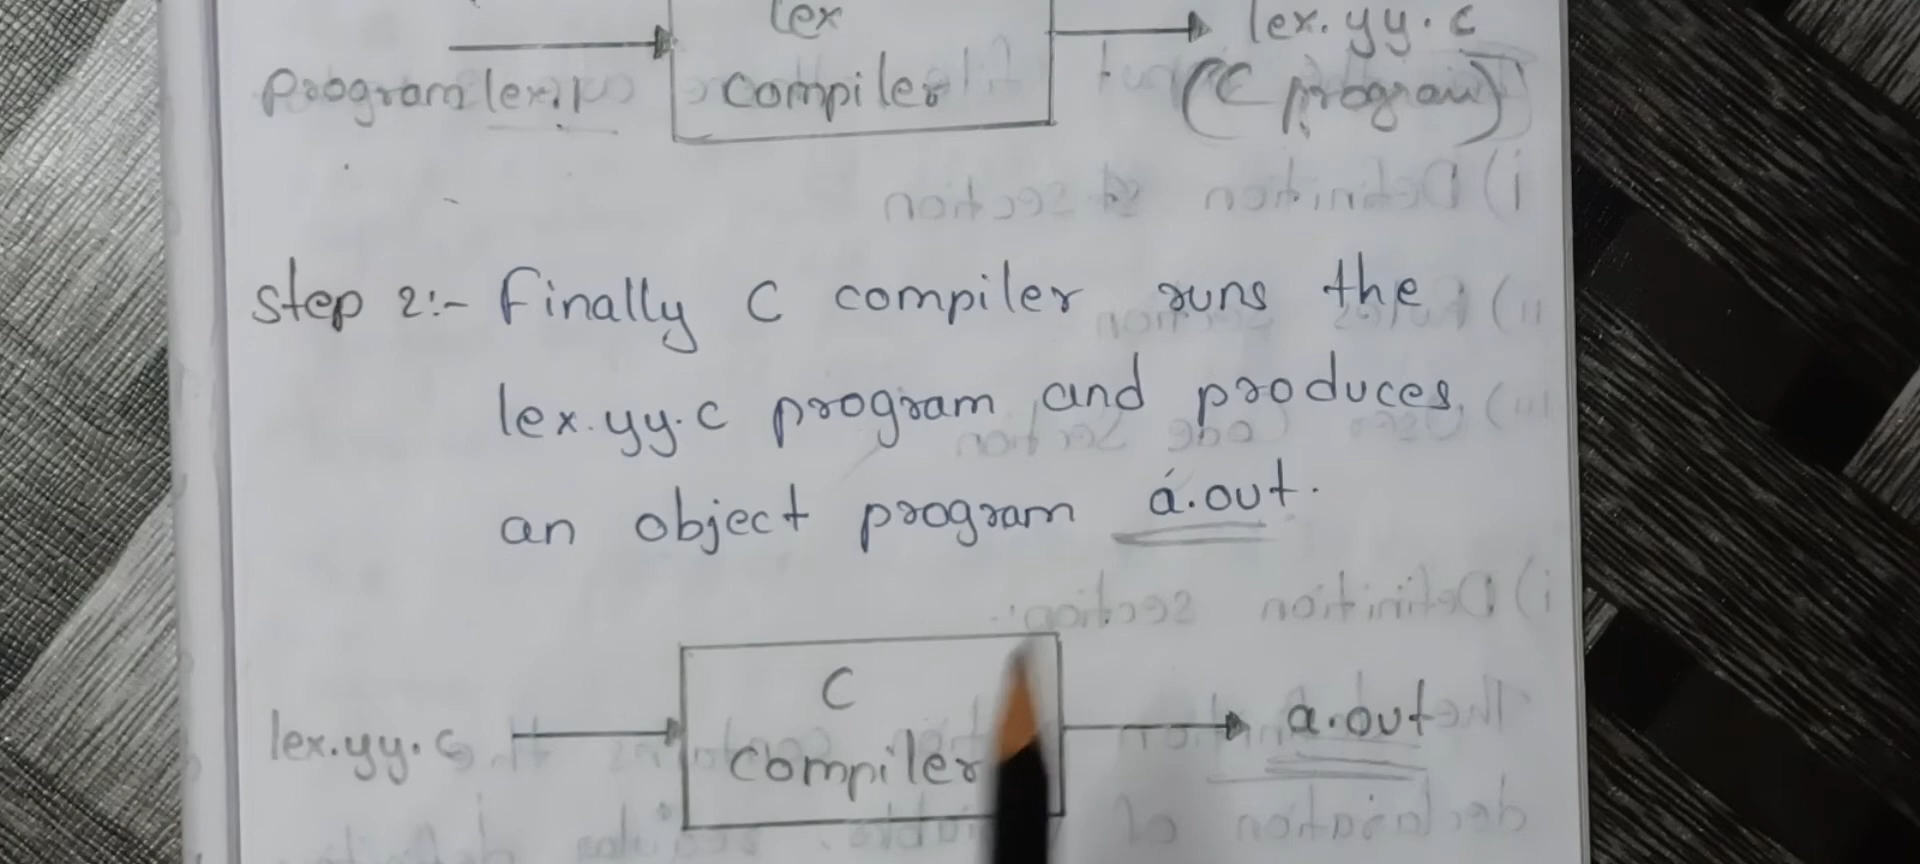 lex
lex.yy.c
Program lex.l
compiler
(C program)
Step 2:- Finally C compiler runs the
lex.yy.c program and produces
an object program a.out.
C
lex.yy.c
compiler
a.out